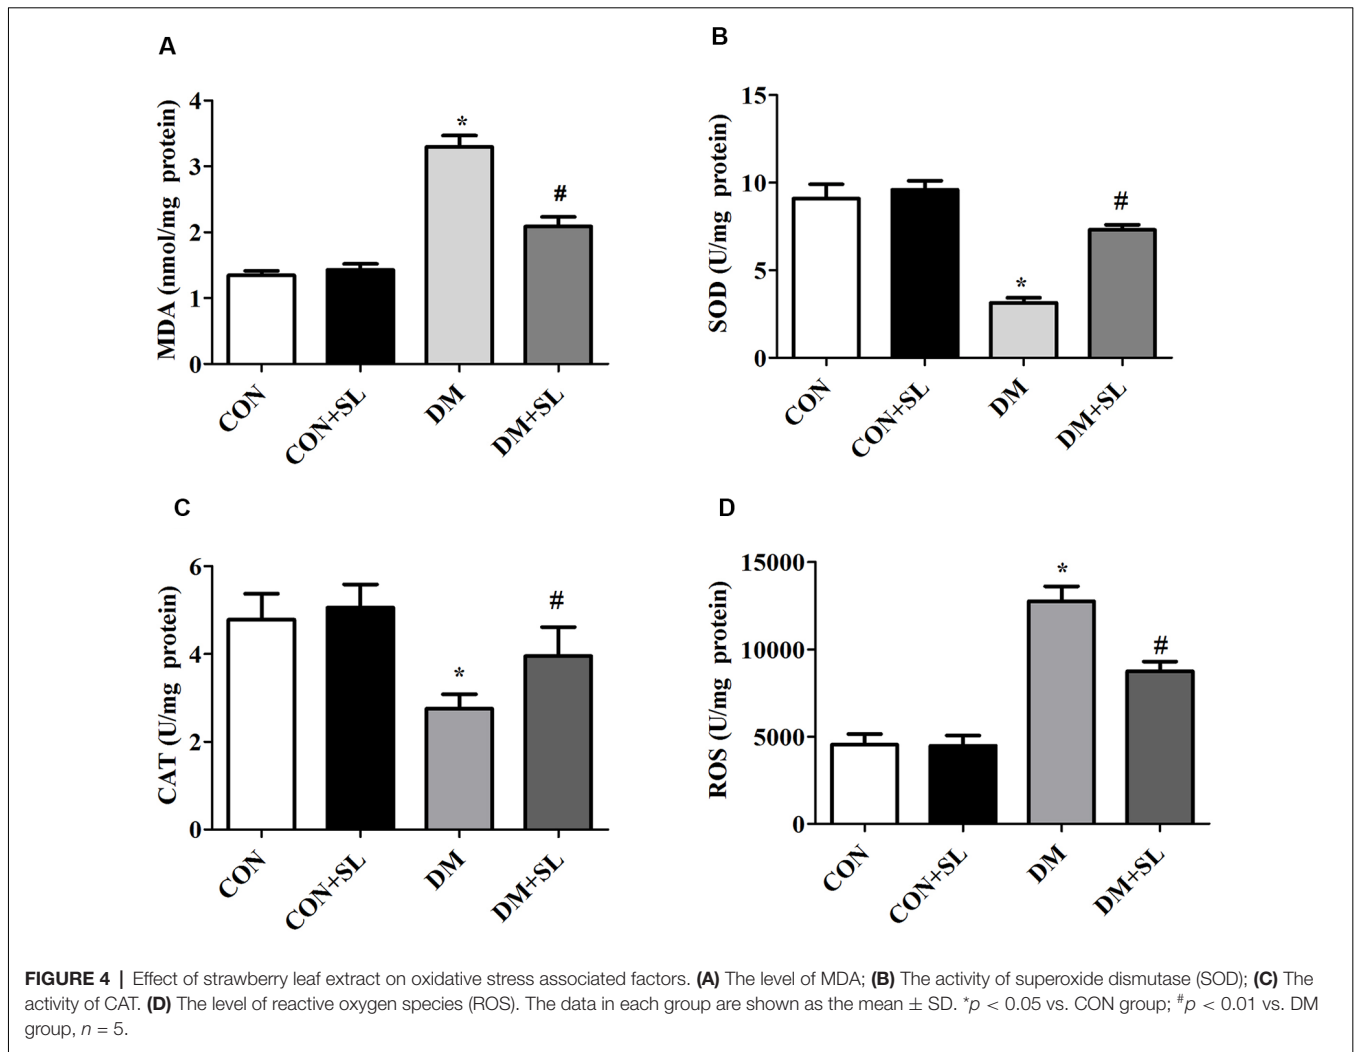 A
MDA (nmol/mg protein)
4
3
2
1
0
*
#
CON
CON+SL
DM
DM+SL
B
SOD (U/mg protein)
15
10
5
0
*
#
CON
CON+SL
DM
DM+SL
C
CAT (U/mg protein)
6
4
2
0
*
#
CON
CON+SL
DM
DM+SL
D
ROS (U/mg protein)
15000
10000
5000
0
*
#
CON
CON+SL
DM
DM+SL
FIGURE 4 | Effect of strawberry leaf extract on oxidative stress associated factors. (A) The level of MDA; (B) The activity of superoxide dismutase (SOD); (C) The
activity of CAT. (D) The level of reactive oxygen species (ROS). The data in each group are shown as the mean ± SD. *p < 0.05 vs. CON group; #p < 0.01 vs. DM
group, n = 5.